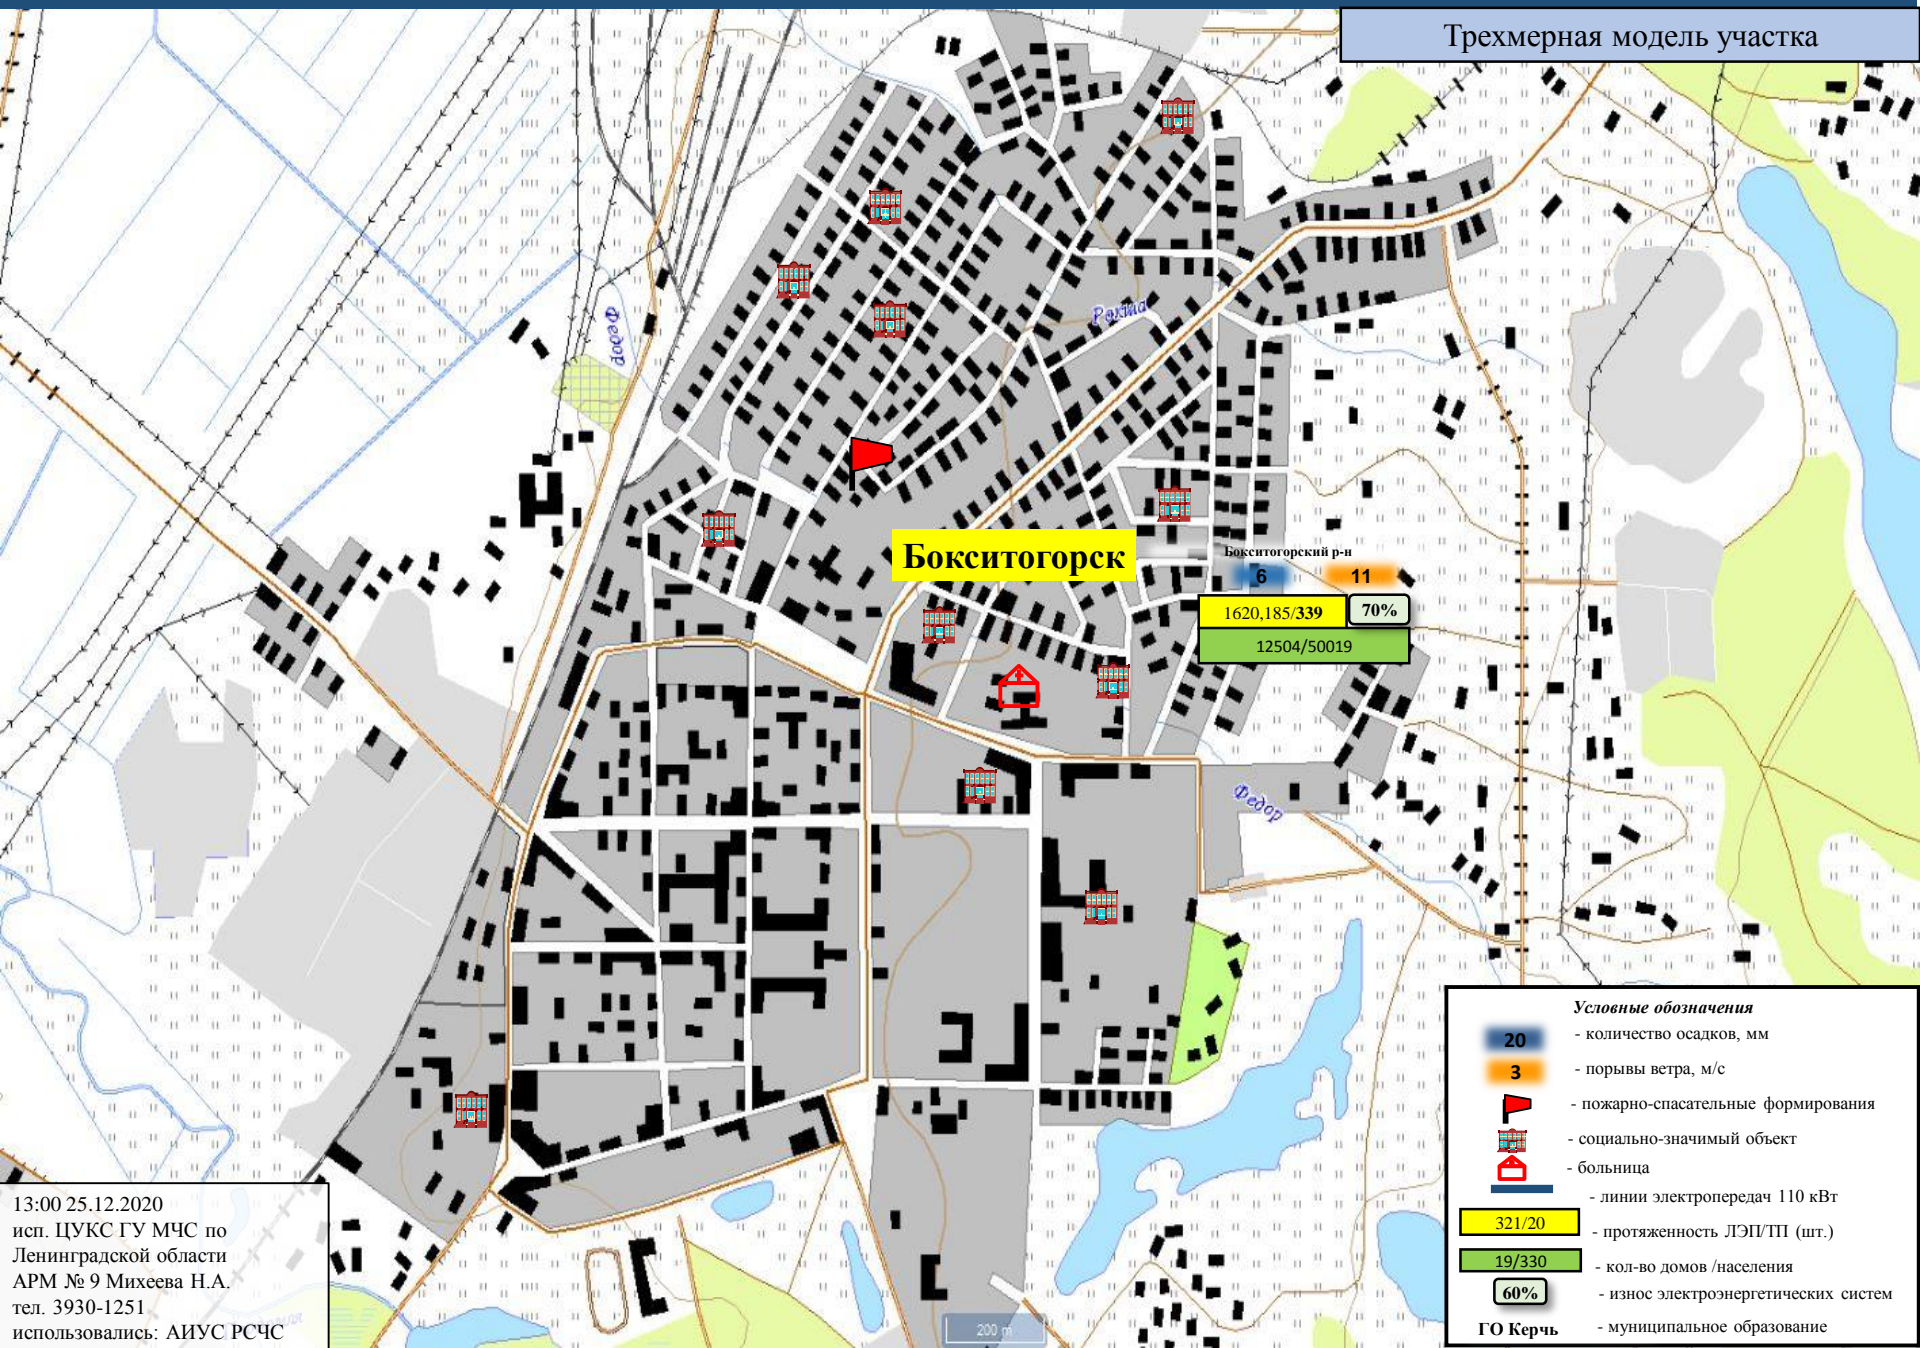 Трехмерная модель участка
Федор
Рохта
Бокситогорск
Бокситогорский р-н
6
11
1620,185/339
70%
12504/50019
Федор
Условные обозначения
20 - количество осадков, мм
3 - порывы ветра, м/с
- пожарно-спасательные формирования
- социально-значимый объект
- больница
- линии электропередач 110 кВт
321/20 - протяженность ЛЭП/ТП (шт.)
19/330 - кол-во домов /населения
60% - износ электроэнергетических систем
ГО Керчь - муниципальное образование
13:00 25.12.2020
исп. ЦУКС ГУ МЧС по
Ленинградской области
АРМ № 9 Михеева Н.А.
тел. 3930-1251
использовались: АИУС РСЧС
200 m